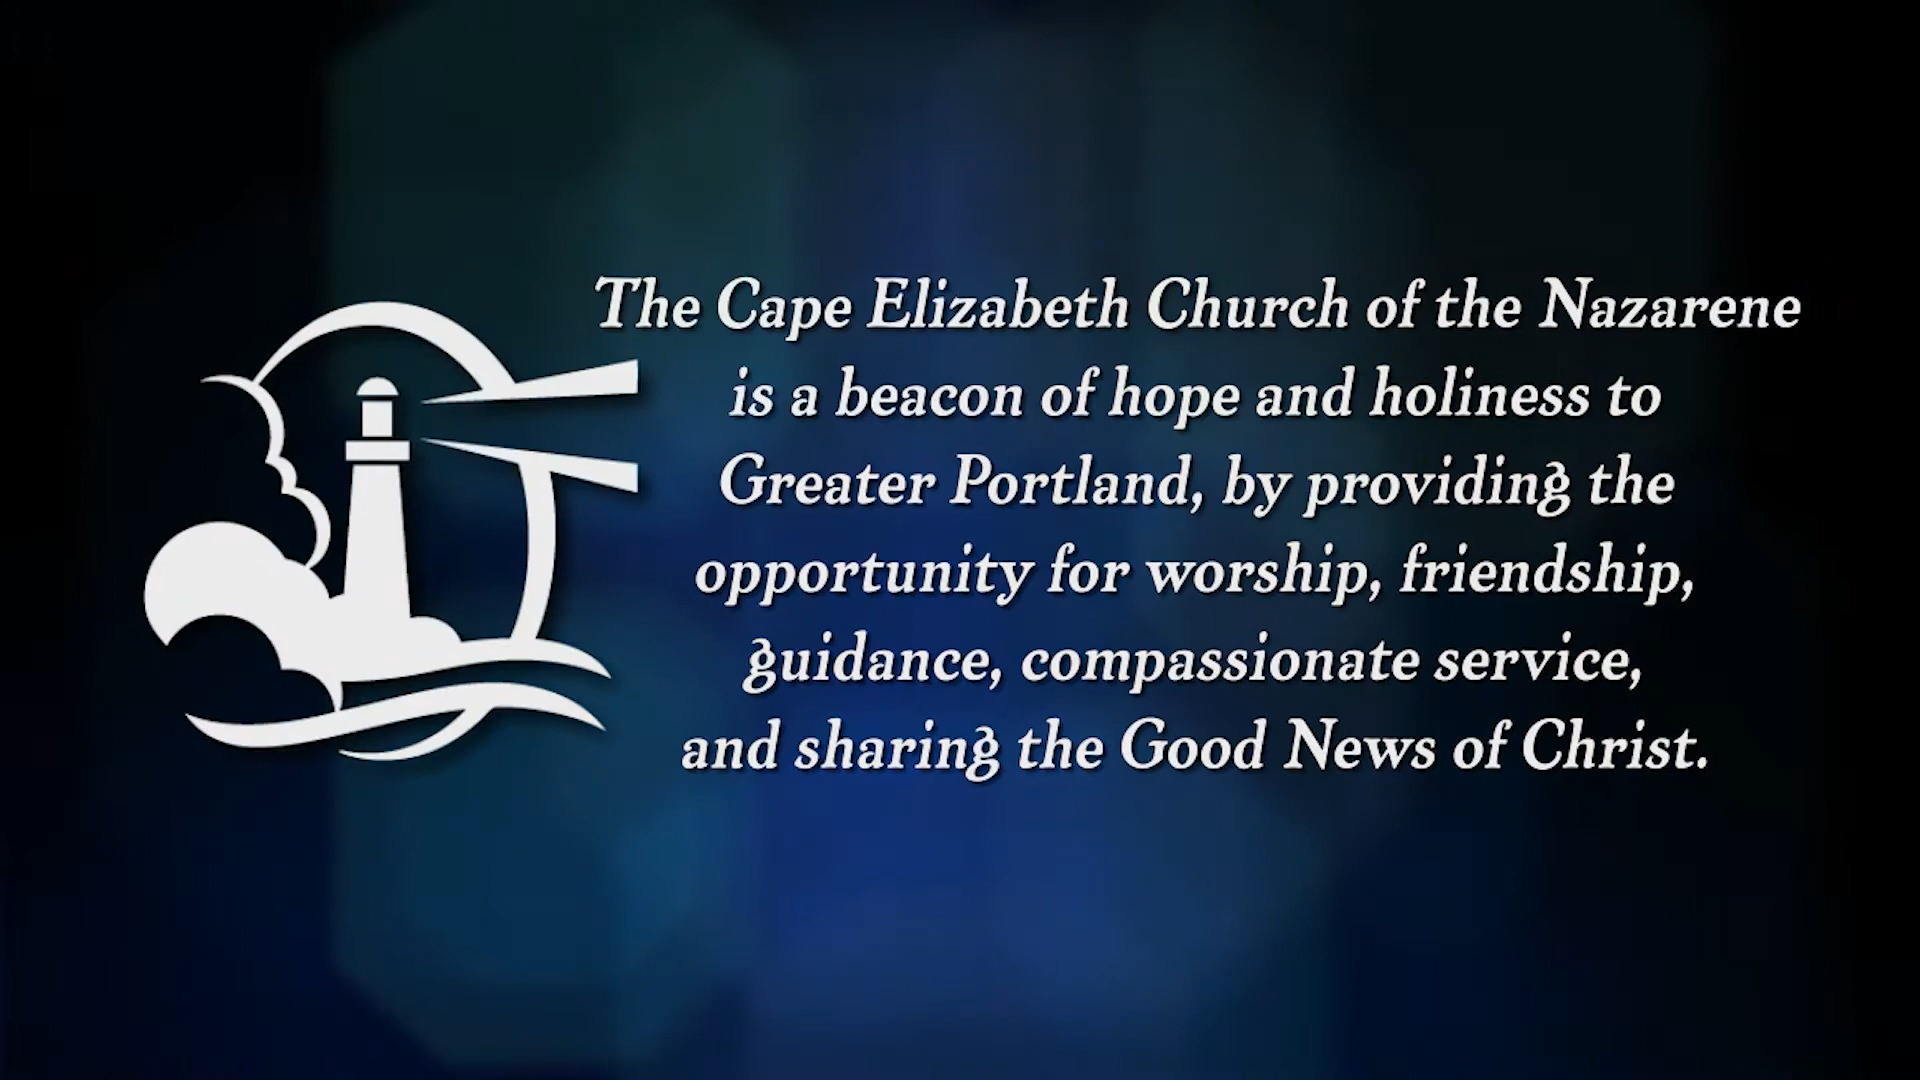 The Cape Elizabeth Church of the Nazarene
is a beacon of hope and holiness to
Greater Portland, by providing the
opportunity for worship, friendship,
guidance, compassionate service,
and sharing the Good News of Christ.